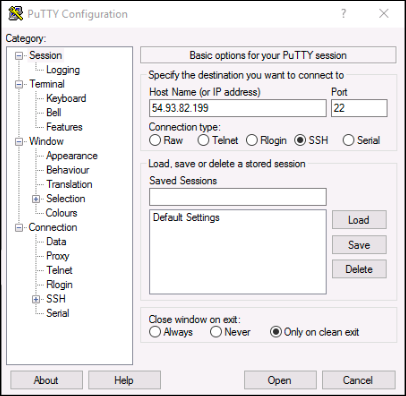 PuTTY Configuration
? ×
Category:
Session
Logging
Terminal
Keyboard
Bell
Features
Window
Appearance
Behaviour
Translation
Selection
Colours
Connection
Data
Proxy
Telnet
Rlogin
SSH
Serial
Basic options for your PuTTY session
Specify the destination you want to connect to
Host Name (or IP address) Port
54.93.82.199 22
Connection type:
Raw Telnet Rlogin SSH Serial
Load, save or delete a stored session
Saved Sessions
Default Settings
Load
Save
Delete
Close window on exit:
Always Never Only on clean exit
About Help Open Cancel